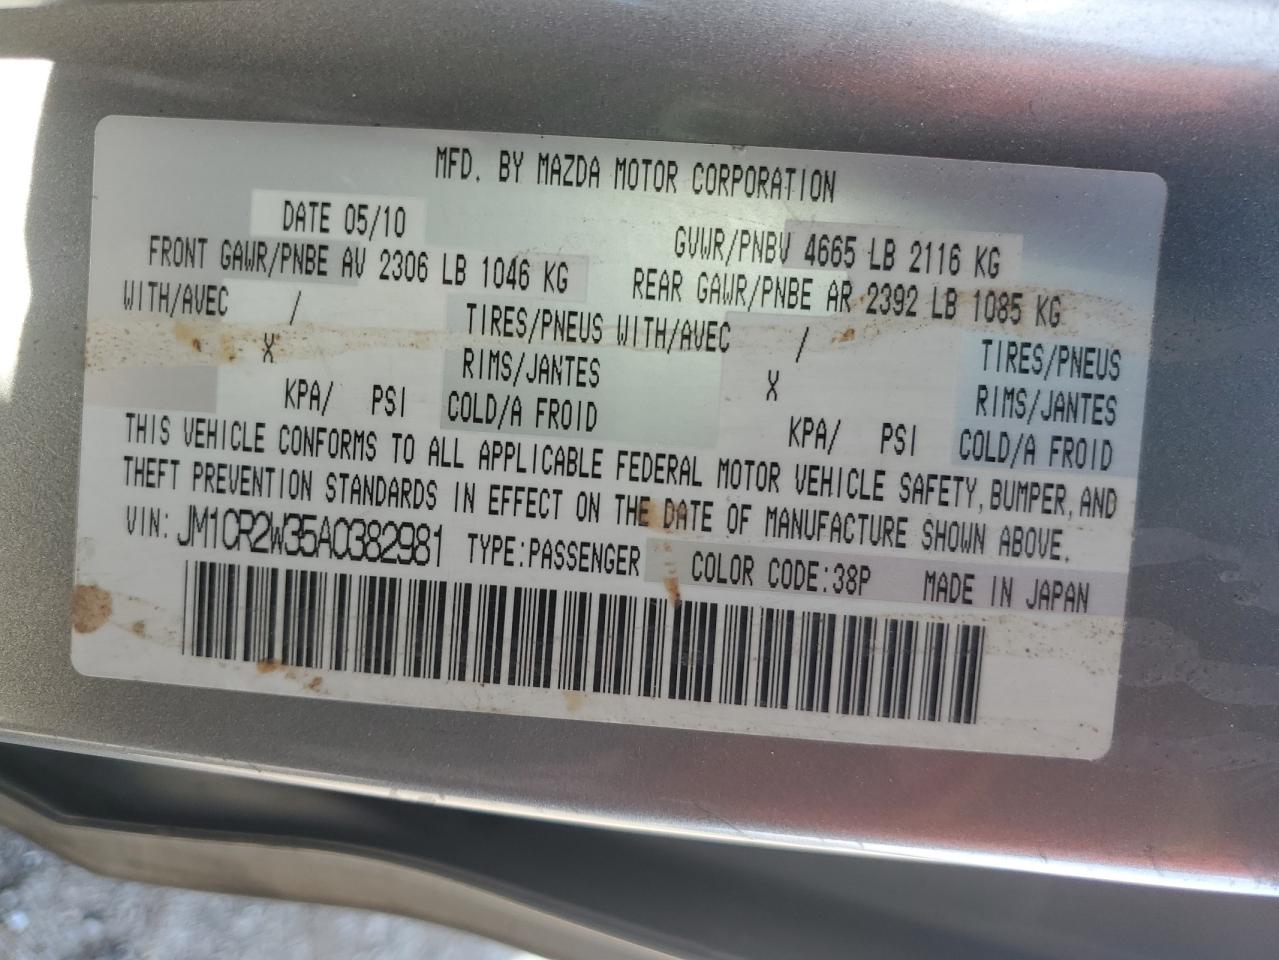 MFD. BY MAZDA MOTOR CORPORATION
DATE 05/10 GVWR/PNBV 4665 LB 2116 KG
FRONT GAWR/PNBE AV 2306 LB 1046 KG REAR GAWR/PNBE AR 2392 LB 1085 KG
WITH/AVEC / TIRES/PNEUS WITH/AVEC / TIRES/PNEUS
X RIMS/JANTES X RIMS/JANTES
KPA/ PSI COLD/A FROID KPA/ PSI COLD/A FROID
THIS VEHICLE CONFORMS TO ALL APPLICABLE FEDERAL MOTOR VEHICLE SAFETY, BUMPER, AND
THEFT PREVENTION STANDARDS IN EFFECT ON THE DATE OF MANUFACTURE SHOWN ABOVE.
VIN: JM1CR2W35A0382981 TYPE:PASSENGER COLOR CODE:38P MADE IN JAPAN